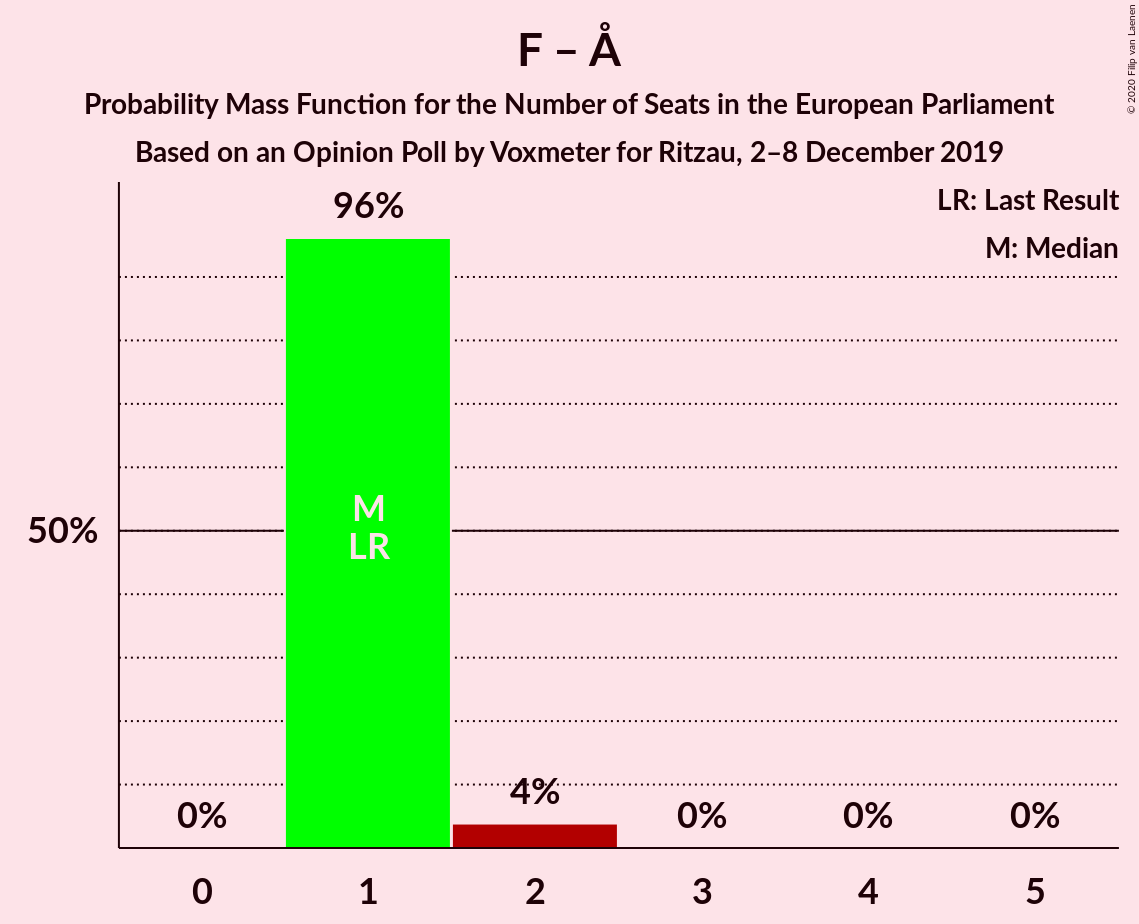 F – Å
Probability Mass Function for the Number of Seats in the European Parliament
Based on an Opinion Poll by Voxmeter for Ritzau, 2–8 December 2019
© 2020 Filip van Laenen
LR: Last Result
M: Median
96%
M
LR
50%
4%
0%
0%
0%
0%
0 1 2 3 4 5